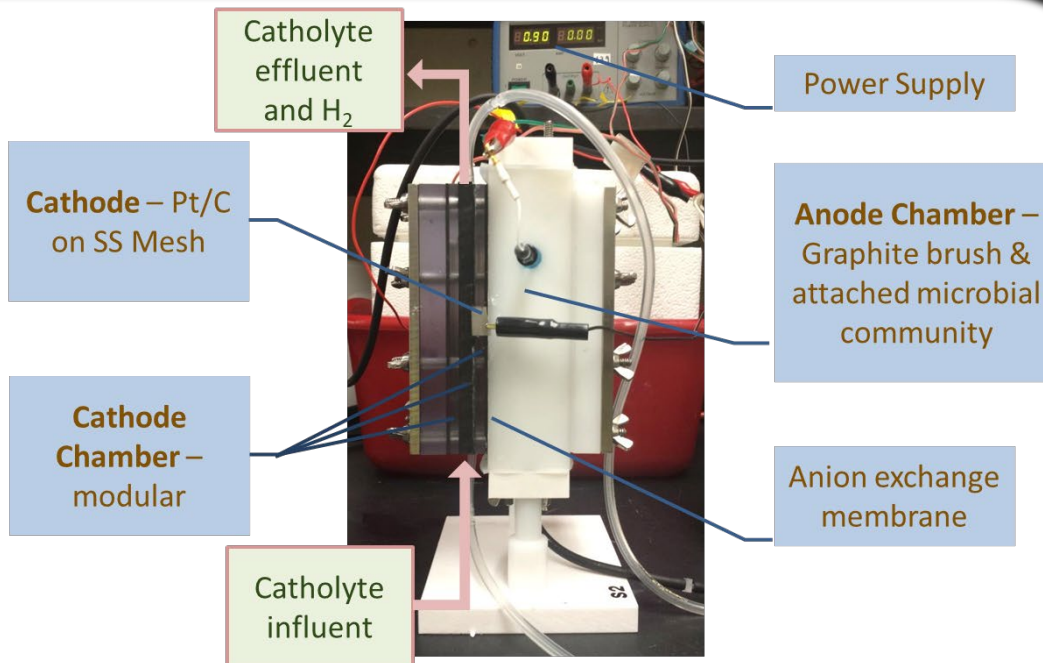 Catholyte
effluent
and H₂
Power Supply
0.90 0.00
Cathode – Pt/C
on SS Mesh
Anode Chamber –
Graphite brush &
attached microbial
community
Cathode
Chamber –
modular
Anion exchange
membrane
Catholyte
influent
S2